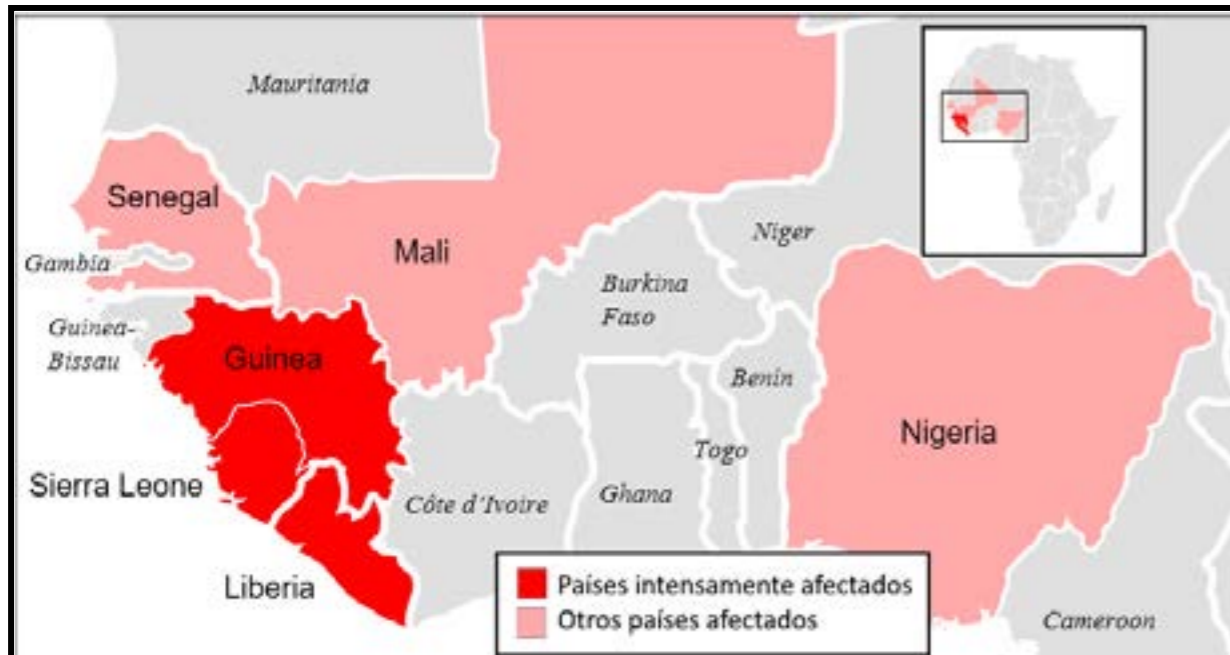 Mauritania
Senegal
Mali
Niger
Gambia
Burkina
Faso
Guinea-
Bissau
Guinea
Benin
Nigeria
Togo
Sierra Leone
Côte d´Ivoire
Ghana
Liberia
Países intensamente afectados
Otros países afectados
Cameroon